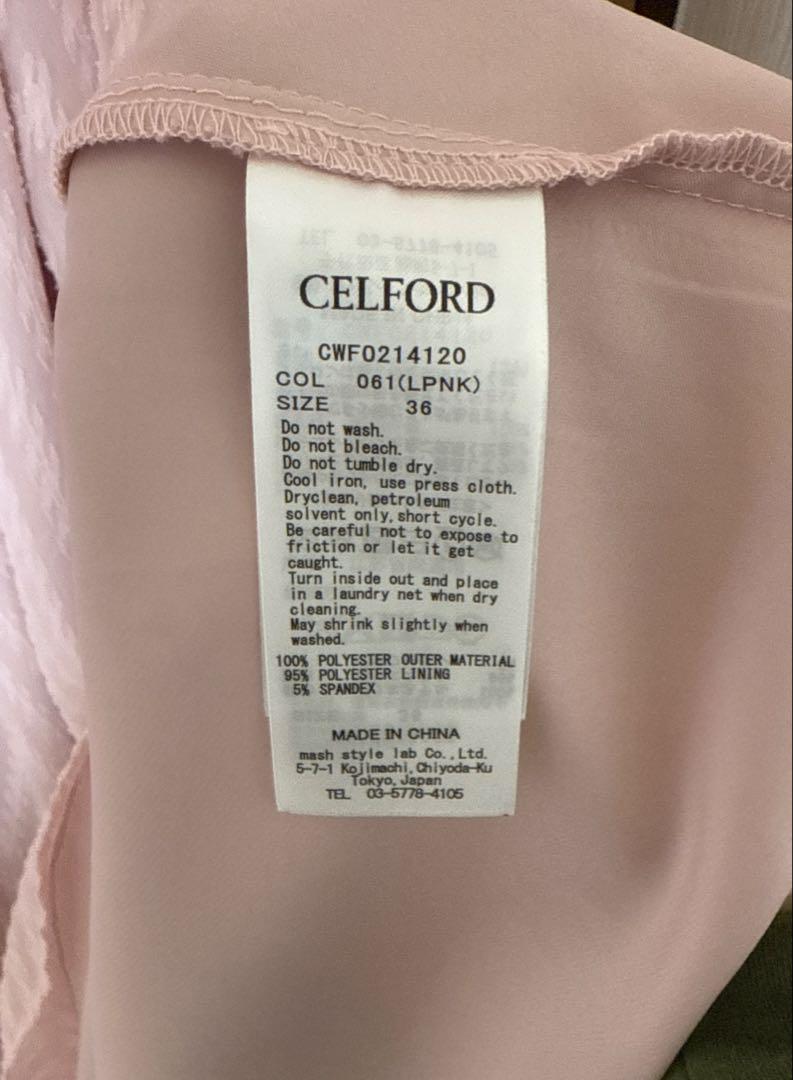 CELFORD
CWF0214120
COL 061(LPNK)
SIZE 36
Do not wash.
Do not bleach.
Do not tumble dry.
Cool iron, use press cloth.
Dryclean, petroleum
solvent only, short cycle.
Be careful not to expose to
friction or let it get
caught.
Turn inside out and place
in a laundry net when dry
cleaning.
May shrink slightly when
washed.
100% POLYESTER OUTER MATERIAL
95% POLYESTER LINING
5% SPANDEX
MADE IN CHINA
mash style lab Co.,Ltd.
5-7-1 Kojimachi, Chiyoda-Ku
Tokyo, Japan
TEL 03-5778-4105